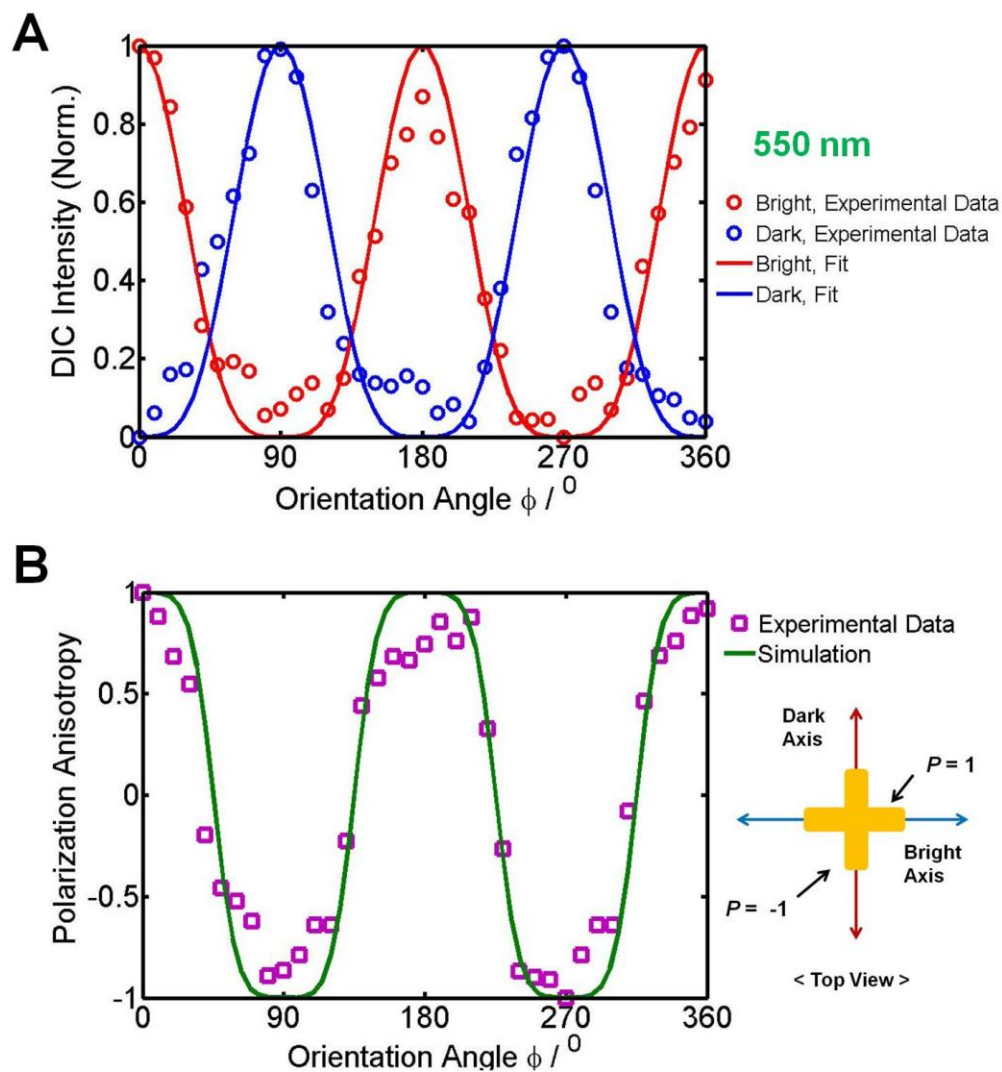 A
DIC Intensity (Norm.)
1
0.8
0.6
0.4
0.2
0
0 90 180 270 360
Orientation Angle ϕ / 0
550 nm
Bright, Experimental Data
Dark, Experimental Data
Bright, Fit
Dark, Fit
B
Polarization Anisotropy
1
0.5
0
-0.5
-1
0 90 180 270 360
Orientation Angle ϕ / 0
Experimental Data
Simulation
Dark
Axis
P = 1
Bright
Axis
P = -1
< Top View >